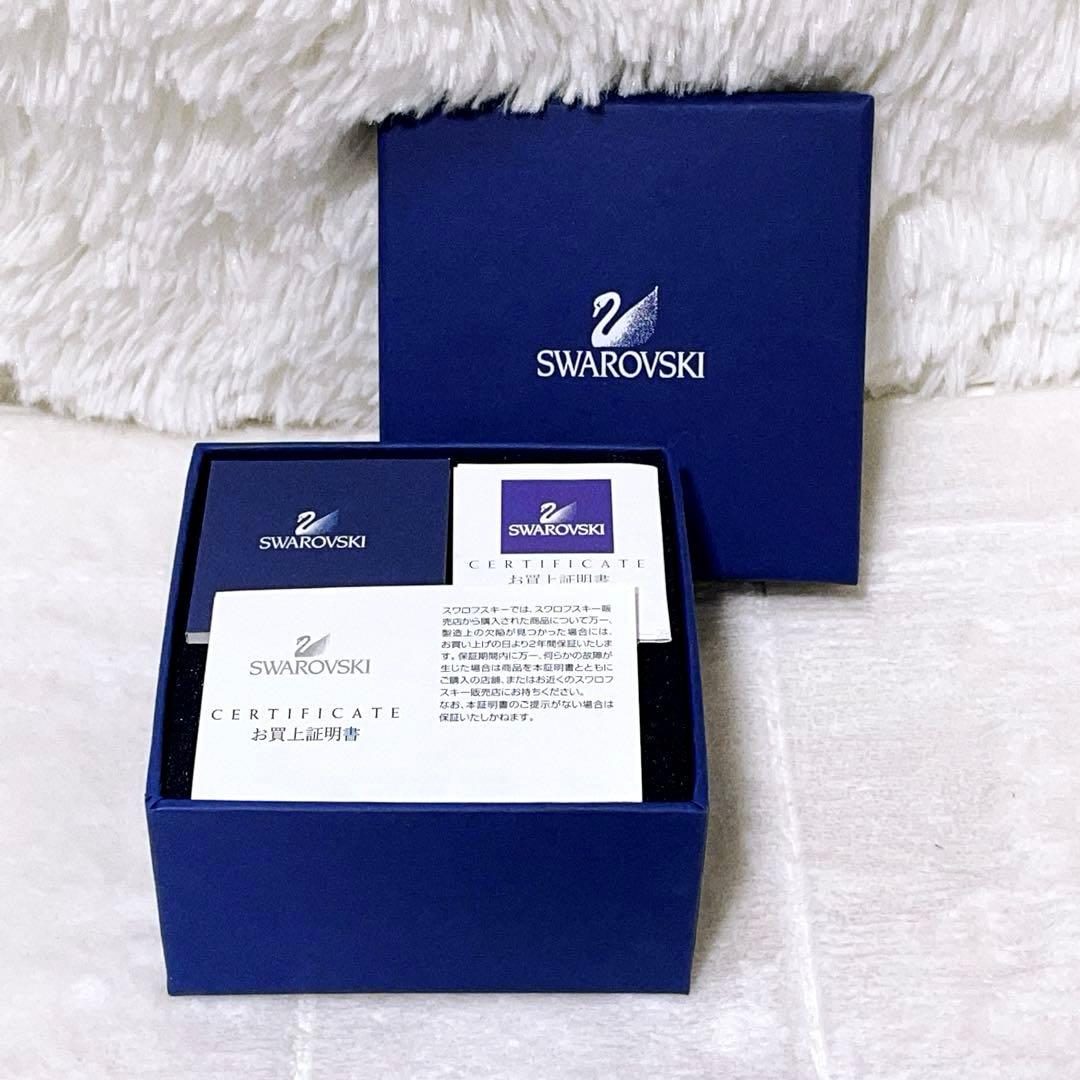 SWAROVSKI
SWAROVSKI
SWAROVSKI
CERTIFICATE
お買上証明書
SWAROVSKI
CERTIFICATE
お買上証明書
スワロフスキーでは、スワロフスキー販
売店から購入された商品について万一、
製造上の欠陥が見つかった場合には、
お買い上げの日より2年間保証いたしま
す。保証期間内に万一、何らかの故障が
生じた場合は商品を本証明書とともに
ご購入の店舗、またはお近くのスワロフ
スキー販売店にお持ちください。
なお、本証明書のご提示がない場合は
保証いたしかねます。